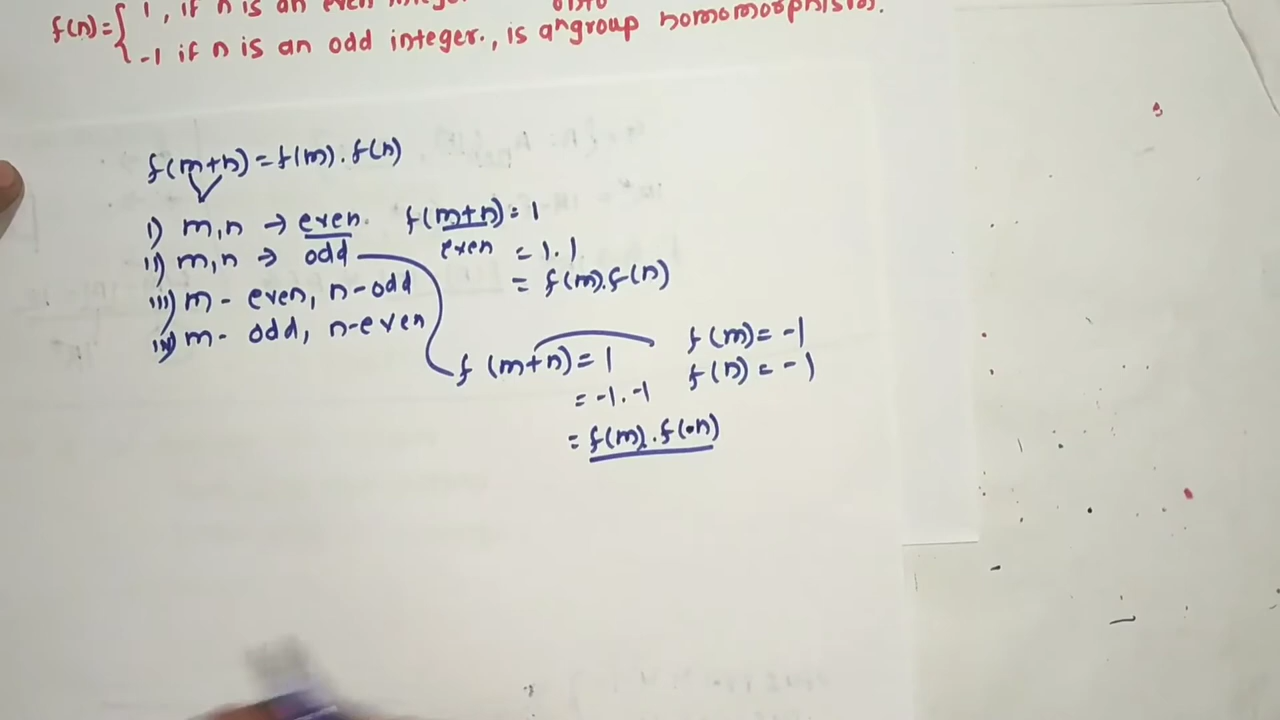 f(n)={ 1, if n is an even
onto
-1 if n is an odd integer., is a^group homomorphism.
f(m+n)=f(m).f(n)
i) m,n → even. f(m+n)=1
even = 1.1
ii) m,n → odd
= f(m).f(n)
iii) m - even, n-odd
iv) m- odd, n-even
f(m)= -1
f(m+n)=1
f(n) = -1
= -1.-1
= f(m).f(n)